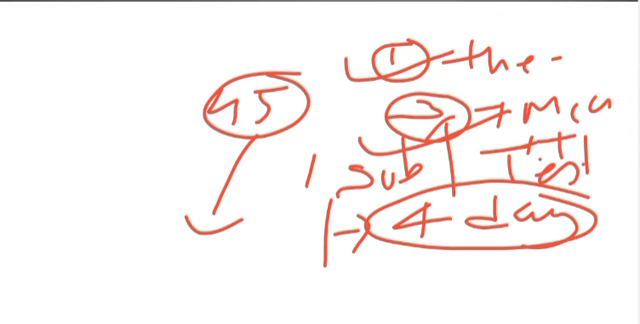 ① the -
45 ② → MCQ
1 Sub Test
→ 4 day